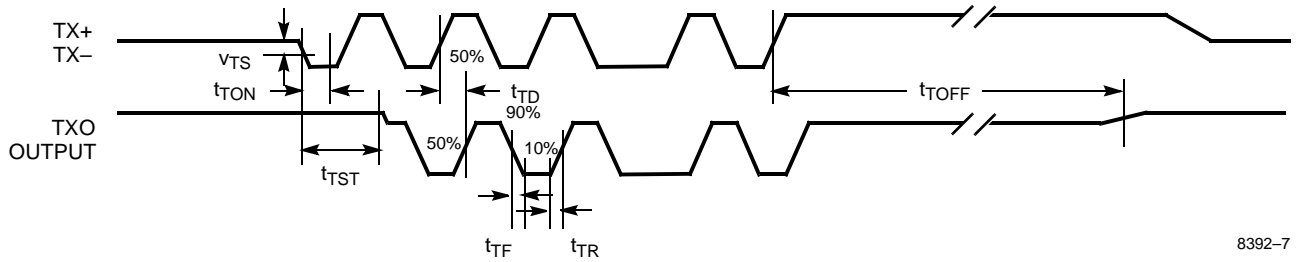 TX+
TX–
vTS
tTON
50%
tTD
90%
tTOFF
TXO
OUTPUT
50%
10%
tTST
tTF
tTR
8392–7